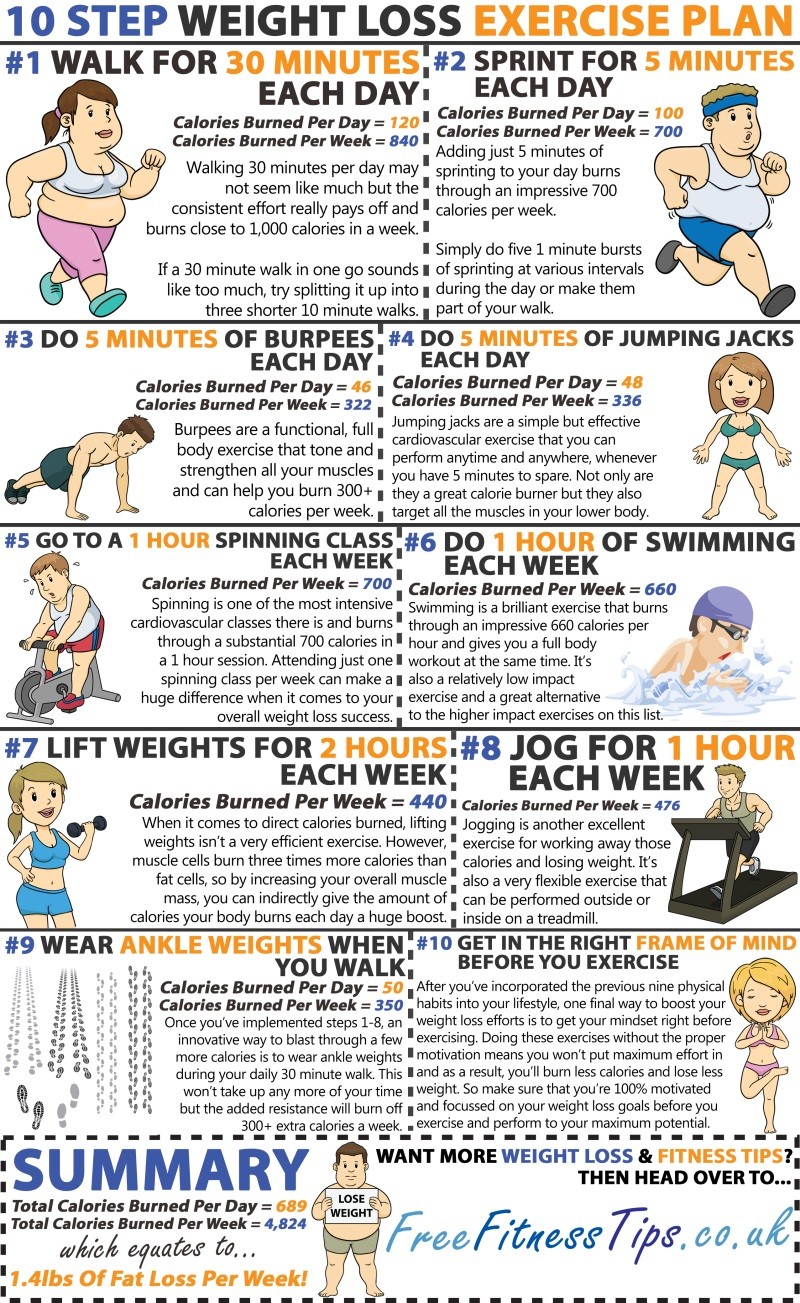 10 STEP WEIGHT LOSS EXERCISE PLAN
#1 WALK FOR 30 MINUTES
EACH DAY
Calories Burned Per Day = 120
Calories Burned Per Week = 840
Walking 30 minutes per day may
not seem like much but the
consistent effort really pays off and
burns close to 1,000 calories in a week.
If a 30 minute walk in one go sounds
like too much, try splitting it up into
three shorter 10 minute walks.
#2 SPRINT FOR 5 MINUTES
EACH DAY
Calories Burned Per Day = 100
Calories Burned Per Week = 700
Adding just 5 minutes of
sprinting to your day burns
through an impressive 700
calories per week.
Simply do five 1 minute bursts
of sprinting at various intervals
during the day or make them
part of your walk.
#3 DO 5 MINUTES OF BURPEES
EACH DAY
Calories Burned Per Day = 46
Calories Burned Per Week = 322
Burpees are a functional, full
body exercise that tone and
strengthen all your muscles
and can help you burn 300+
calories per week.
#4 DO 5 MINUTES OF JUMPING JACKS
EACH DAY
Calories Burned Per Day = 48
Calories Burned Per Week = 336
Jumping jacks are a simple but effective
cardiovascular exercise that you can
perform anytime and anywhere, whenever
you have 5 minutes to spare. Not only are
they a great calorie burner but they also
target all the muscles in your lower body.
#5 GO TO A 1 HOUR SPINNING CLASS
EACH WEEK
Calories Burned Per Week = 700
Spinning is one of the most intensive
cardiovascular classes there is and burns
through a substantial 700 calories in
a 1 hour session. Attending just one
spinning class per week can make a
huge difference when it comes to your
overall weight loss success.
#6 DO 1 HOUR OF SWIMMING
EACH WEEK
Calories Burned Per Week = 660
Swimming is a brilliant exercise that burns
through an impressive 660 calories per
hour and gives you a full body
workout at the same time. It's
also a relatively low impact
exercise and a great alternative
to the higher impact exercises on this list.
#7 LIFT WEIGHTS FOR 2 HOURS
EACH WEEK
Calories Burned Per Week = 440
When it comes to direct calories burned, lifting
weights isn't a very efficient exercise. However,
muscle cells burn three times more calories than
fat cells, so by increasing your overall muscle
mass, you can indirectly give the amount of
calories your body burns each day a huge boost.
#8 JOG FOR 1 HOUR
EACH WEEK
Calories Burned Per Week = 476
Jogging is another excellent
exercise for working away those
calories and losing weight. It's
also a very flexible exercise that
can be performed outside or
inside on a treadmill.
#9 WEAR ANKLE WEIGHTS WHEN
YOU WALK
Calories Burned Per Day = 50
Calories Burned Per Week = 350
Once you've implemented steps 1-8, an
innovative way to blast through a few
more calories is to wear ankle weights
during your daily 30 minute walk. This
won't take up any more of your time
but the added resistance will burn off
300+ extra calories a week.
#10 GET IN THE RIGHT FRAME OF MIND
BEFORE YOU EXERCISE
After you've incorporated the previous nine physical
habits into your lifestyle, one final way to boost your
weight loss efforts is to get your mindset right before
exercising. Doing these exercises without the proper
motivation means you won't put maximum effort in
and as a result, you'll burn less calories and lose less
weight. So make sure that you're 100% motivated
and focussed on your weight loss goals before you
exercise and perform to your maximum potential.
SUMMARY
Total Calories Burned Per Day = 689
Total Calories Burned Per Week = 4,824
which equates to...
1.4lbs Of Fat Loss Per Week!
LOSE
WEIGHT
WANT MORE WEIGHT LOSS & FITNESS TIPS?
THEN HEAD OVER TO...
FreeFitnessTips.co.uk